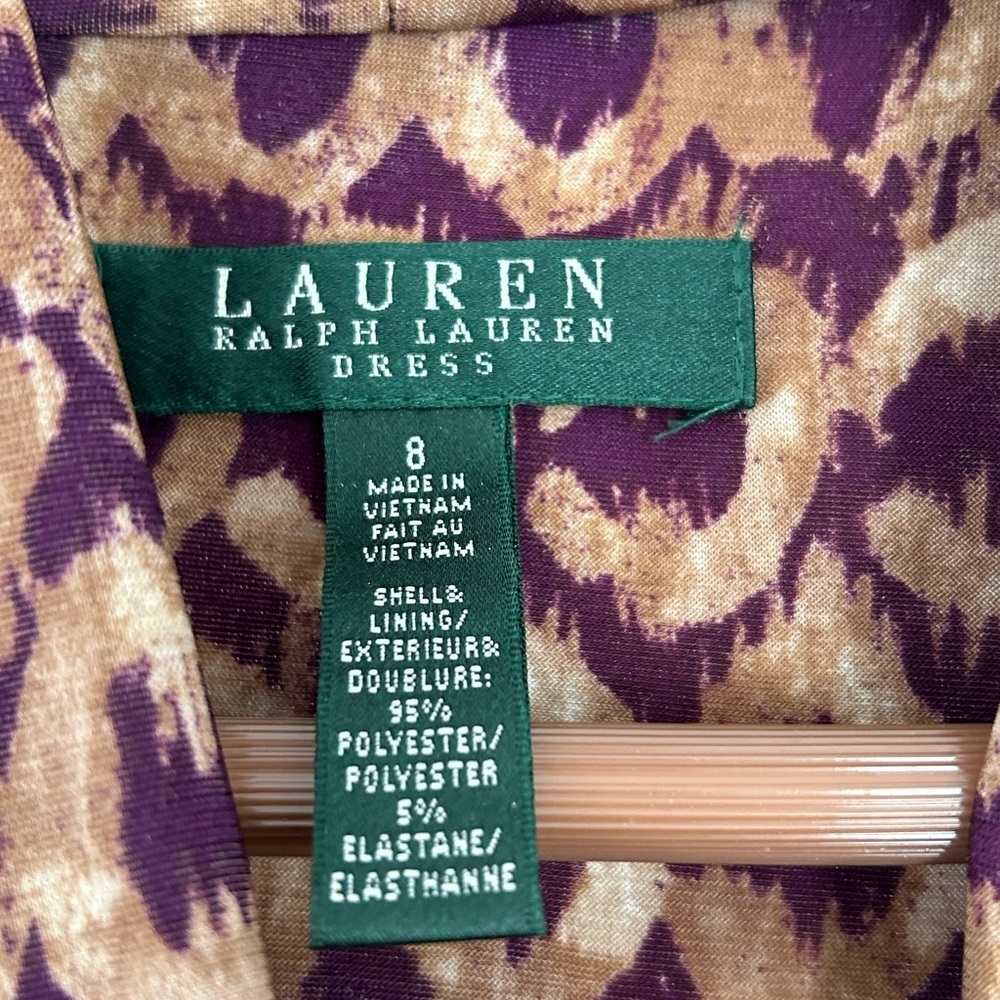 LAUREN
RALPH LAUREN
DRESS
8
MADE IN
VIETNAM
FAIT AU
VIETNAM
SHELL&
LINING/
EXTERIEUR&
DOUBLURE:
95%
POLYESTER/
POLYESTER
5%
ELASTANE/
ELASTHANNE